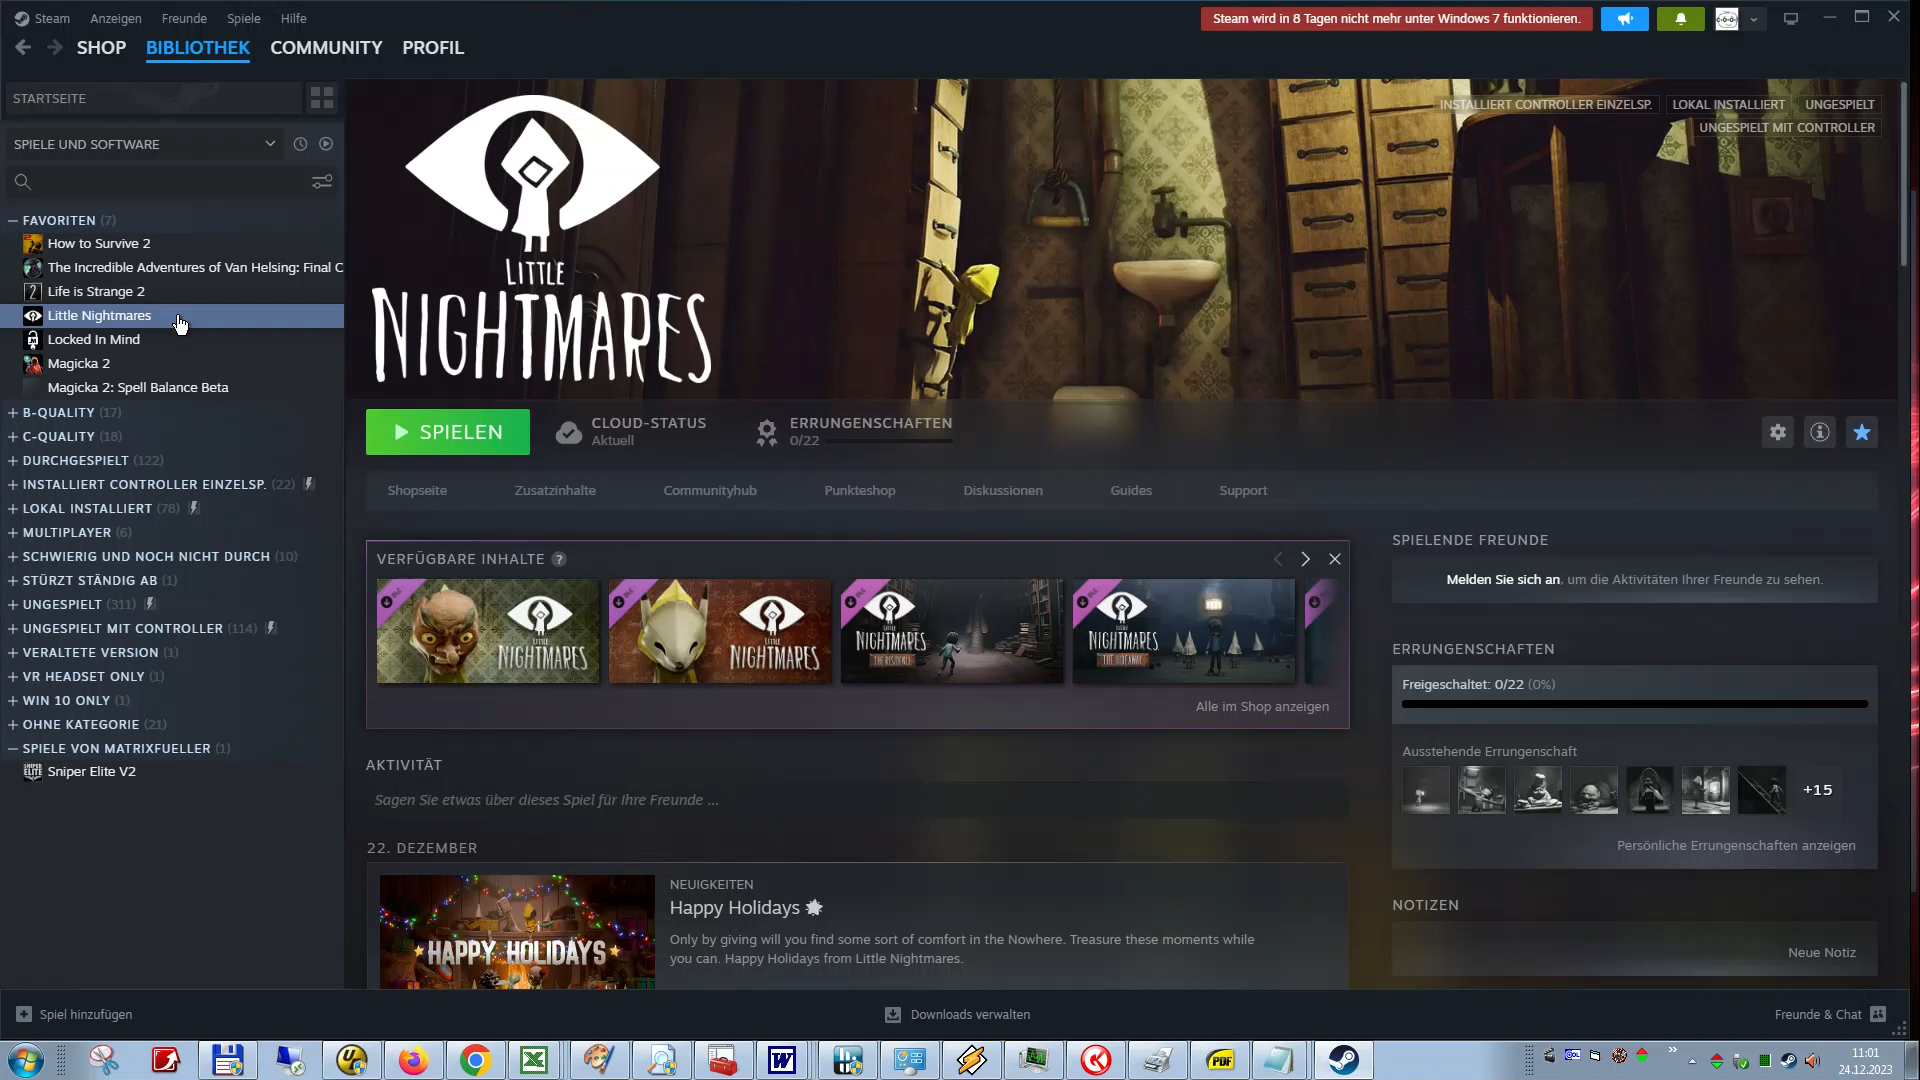 Steam
Anzeigen
Freunde
Spiele
Hilfe
Steam wird in 8 Tagen nicht mehr unter Windows 7 funktionieren.
SHOP
BIBLIOTHEK
COMMUNITY
PROFIL
STARTSEITE
SPIELE UND SOFTWARE
FAVORITEN (7)
How to Survive 2
The Incredible Adventures of Van Helsing: Final C
Life is Strange 2
Little Nightmares
Locked In Mind
Magicka 2
Magicka 2: Spell Balance Beta
B-QUALITY (17)
C-QUALITY (18)
DURCHGESPIELT (122)
INSTALLIERT CONTROLLER EINZELSP. (22)
LOKAL INSTALLIERT (78)
MULTIPLAYER (6)
SCHWIERIG UND NOCH NICHT DURCH (10)
STÜRZT STÄNDIG AB (1)
UNGESPIELT (311)
UNGESPIELT MIT CONTROLLER (114)
VERALTETE VERSION (1)
VR HEADSET ONLY (1)
WIN 10 ONLY (1)
OHNE KATEGORIE (21)
SPIELE VON MATRIXFUELLER (1)
Sniper Elite V2
Spiel hinzufügen
LITTLE
NIGHTMARES
INSTALLIERT CONTROLLER EINZELSP.
LOKAL INSTALLIERT
UNGESPIELT
UNGESPIELT MIT CONTROLLER
SPIELEN
CLOUD-STATUS
Aktuell
ERRUNGENSCHAFTEN
0/22
Shopseite
Zusatzinhalte
Communityhub
Punkteshop
Diskussionen
Guides
Support
VERFÜGBARE INHALTE ?
LITTLE
NIGHTMARES
LITTLE
NIGHTMARES
LITTLE
NIGHTMARES
THE RESIDENCE
LITTLE
NIGHTMARES
THE HIDEAWAY
Alle im Shop anzeigen
AKTIVITÄT
Sagen Sie etwas über dieses Spiel für Ihre Freunde ...
22. DEZEMBER
HAPPY HOLIDAYS
NEUIGKEITEN
Happy Holidays
Only by giving will you find some sort of comfort in the Nowhere. Treasure these moments while
you can. Happy Holidays from Little Nightmares.
SPIELENDE FREUNDE
Melden Sie sich an, um die Aktivitäten Ihrer Freunde zu sehen.
ERRUNGENSCHAFTEN
Freigeschaltet: 0/22 (0%)
Ausstehende Errungenschaft
+15
Persönliche Errungenschaften anzeigen
NOTIZEN
Neue Notiz
Downloads verwalten
Freunde & Chat
PDF
11:01
24.12.2023